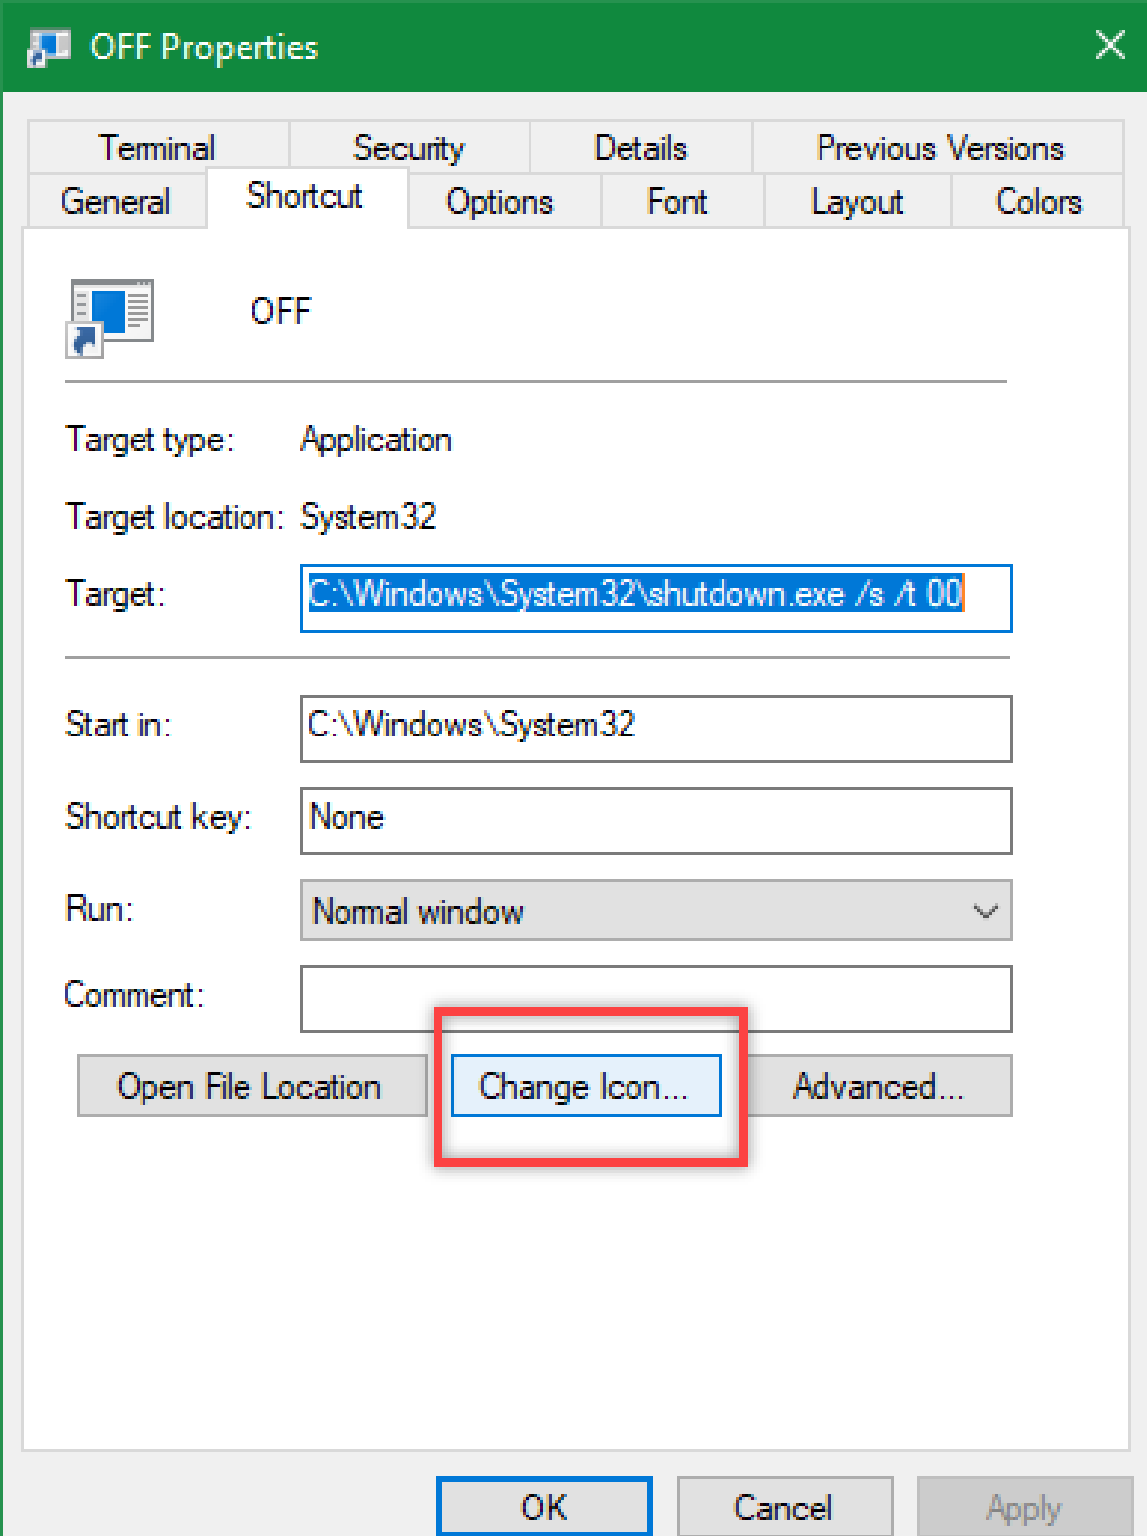 OFF Properties
Terminal Security Details Previous Versions
General Shortcut Options Font Layout Colors
OFF
Target type: Application
Target location: System32
Target: C:\Windows\System32\shutdown.exe /s /t 00
Start in: C:\Windows\System32
Shortcut key: None
Run: Normal window
Comment:
Open File Location Change Icon... Advanced...
OK Cancel Apply